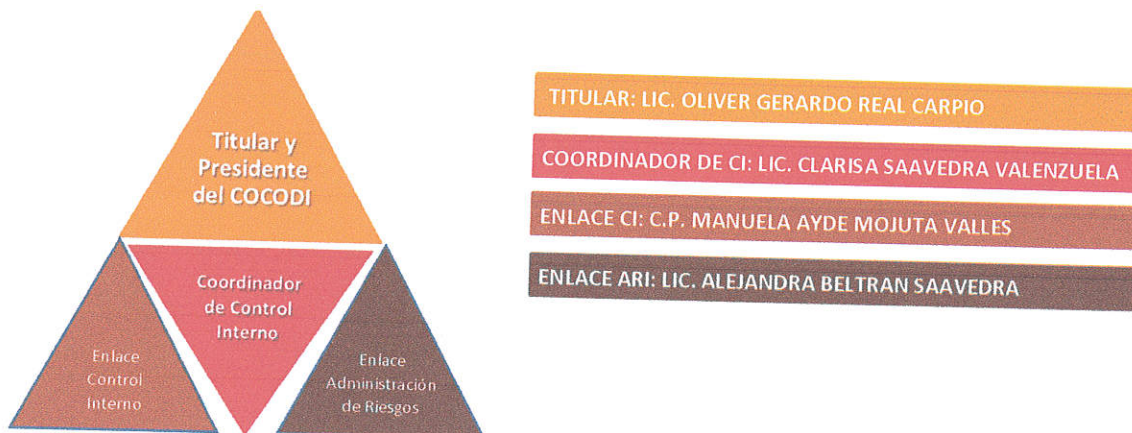 Titular y
Presidente
del COCODI
Coordinador
de Control
Interno
Enlace
Control
Interno
Enlace
Administración
de Riesgos
TITULAR: LIC. OLIVER GERARDO REAL CARPIO
COORDINADOR DE CI: LIC. CLARISA SAAVEDRA VALENZUELA
ENLACE CI: C.P. MANUELA AYDE MOJUTA VALLES
ENLACE ARI: LIC. ALEJANDRA BELTRAN SAAVEDRA